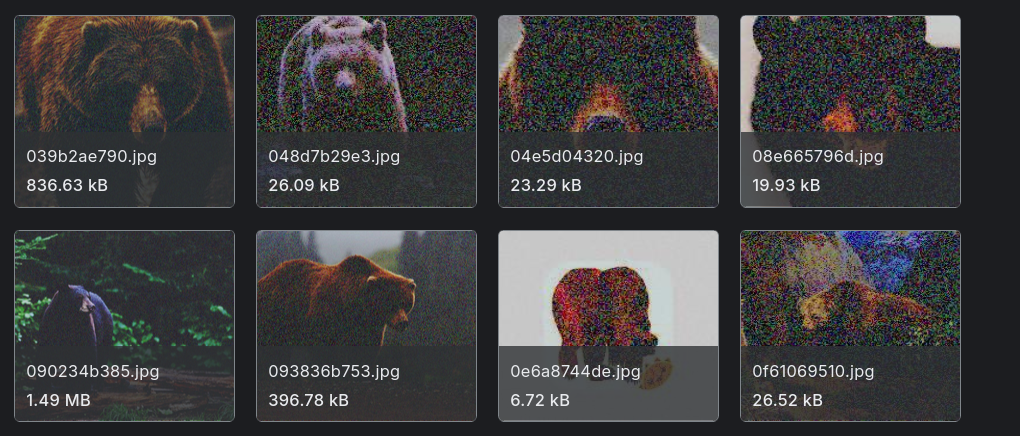 039b2ae790.jpg
836.63 kB
048d7b29e3.jpg
26.09 kB
04e5d04320.jpg
23.29 kB
08e665796d.jpg
19.93 kB
090234b385.jpg
1.49 MB
093836b753.jpg
396.78 kB
0e6a8744de.jpg
6.72 kB
0f61069510.jpg
26.52 kB